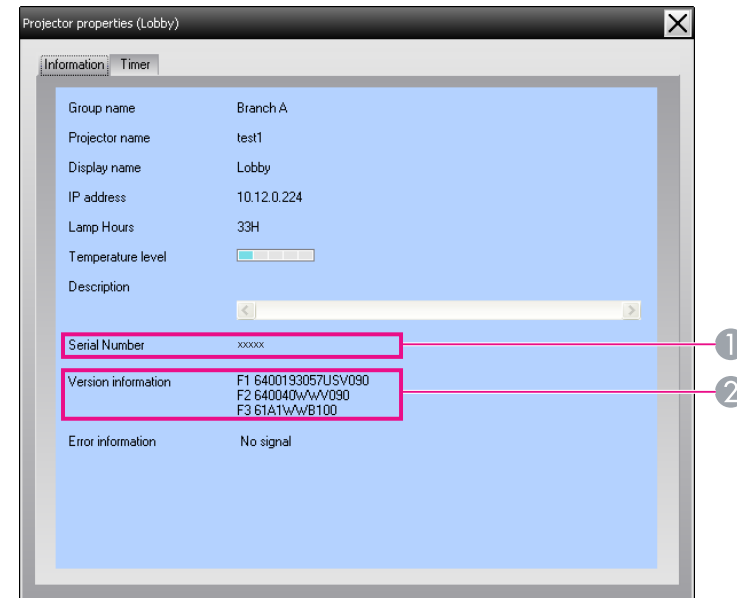 Projector properties (Lobby)
Information Timer
Group name Branch A
Projector name test1
Display name Lobby
IP address 10.12.0.224
Lamp Hours 33H
Temperature level
Description
Serial Number xxxxx 1
Version information F1 6400193057USV090 2
F2 640040WWV090
F3 61A1WWB100
Error information No signal